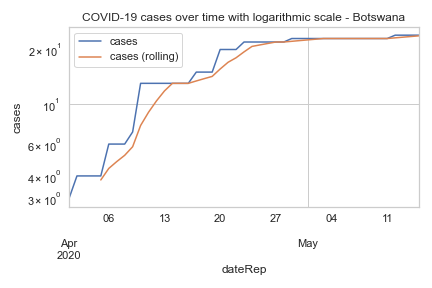 COVID-19 cases over time with logarithmic scale - Botswana
cases
cases (rolling)
2 × 10¹
10¹
6 × 10⁰
4 × 10⁰
3 × 10⁰
cases
06 13 20 27 04 11
Apr May
2020
dateRep